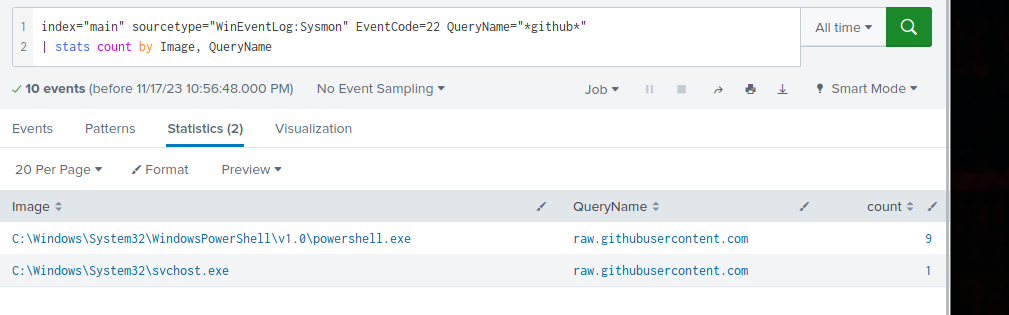 1 index="main" sourcetype="WinEventLog:Sysmon" EventCode=22 QueryName="*github*"
2 | stats count by Image, QueryName
All time
10 events (before 11/17/23 10:56:48.000 PM) No Event Sampling Job Smart Mode
Events Patterns Statistics (2) Visualization
20 Per Page Format Preview
Image QueryName count
C:\Windows\System32\WindowsPowerShell\v1.0\powershell.exe raw.githubusercontent.com 9
C:\Windows\System32\svchost.exe raw.githubusercontent.com 1